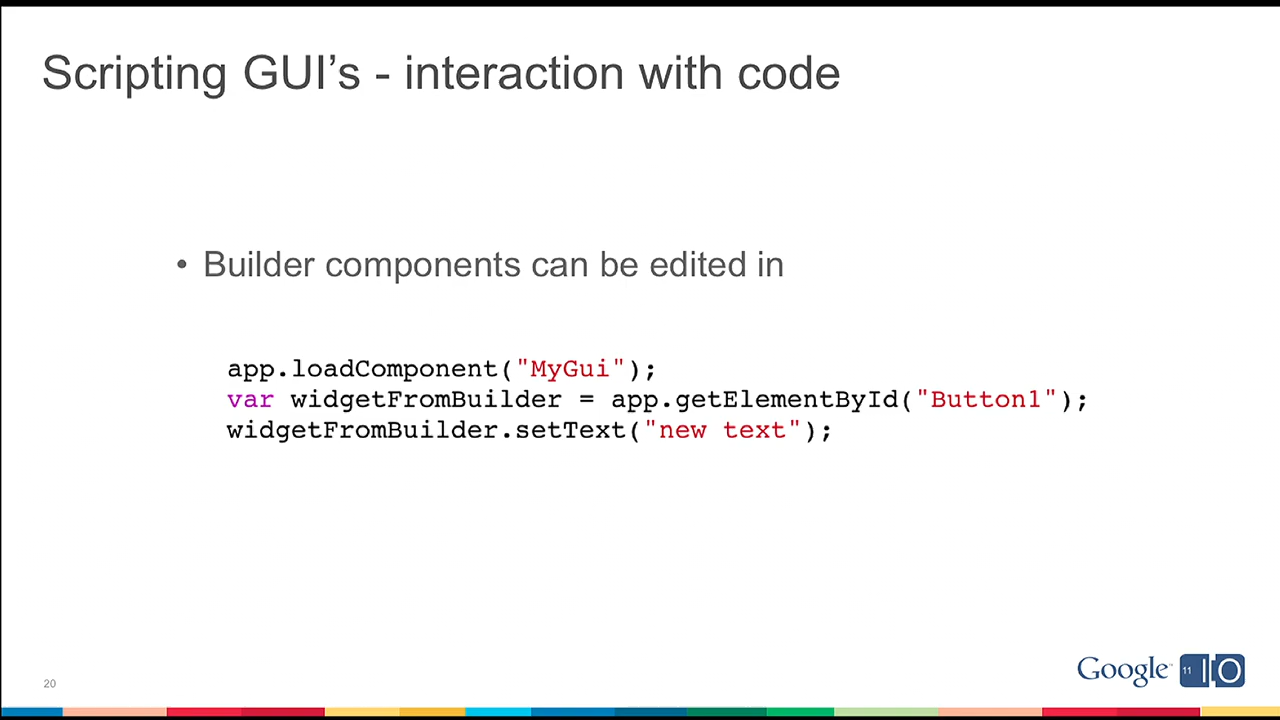 Scripting GUI’s - interaction with code
• Builder components can be edited in
app.loadComponent("MyGui");
var widgetFromBuilder = app.getElementById("Button1");
widgetFromBuilder.setText("new text");
20
Google™ 11 IO